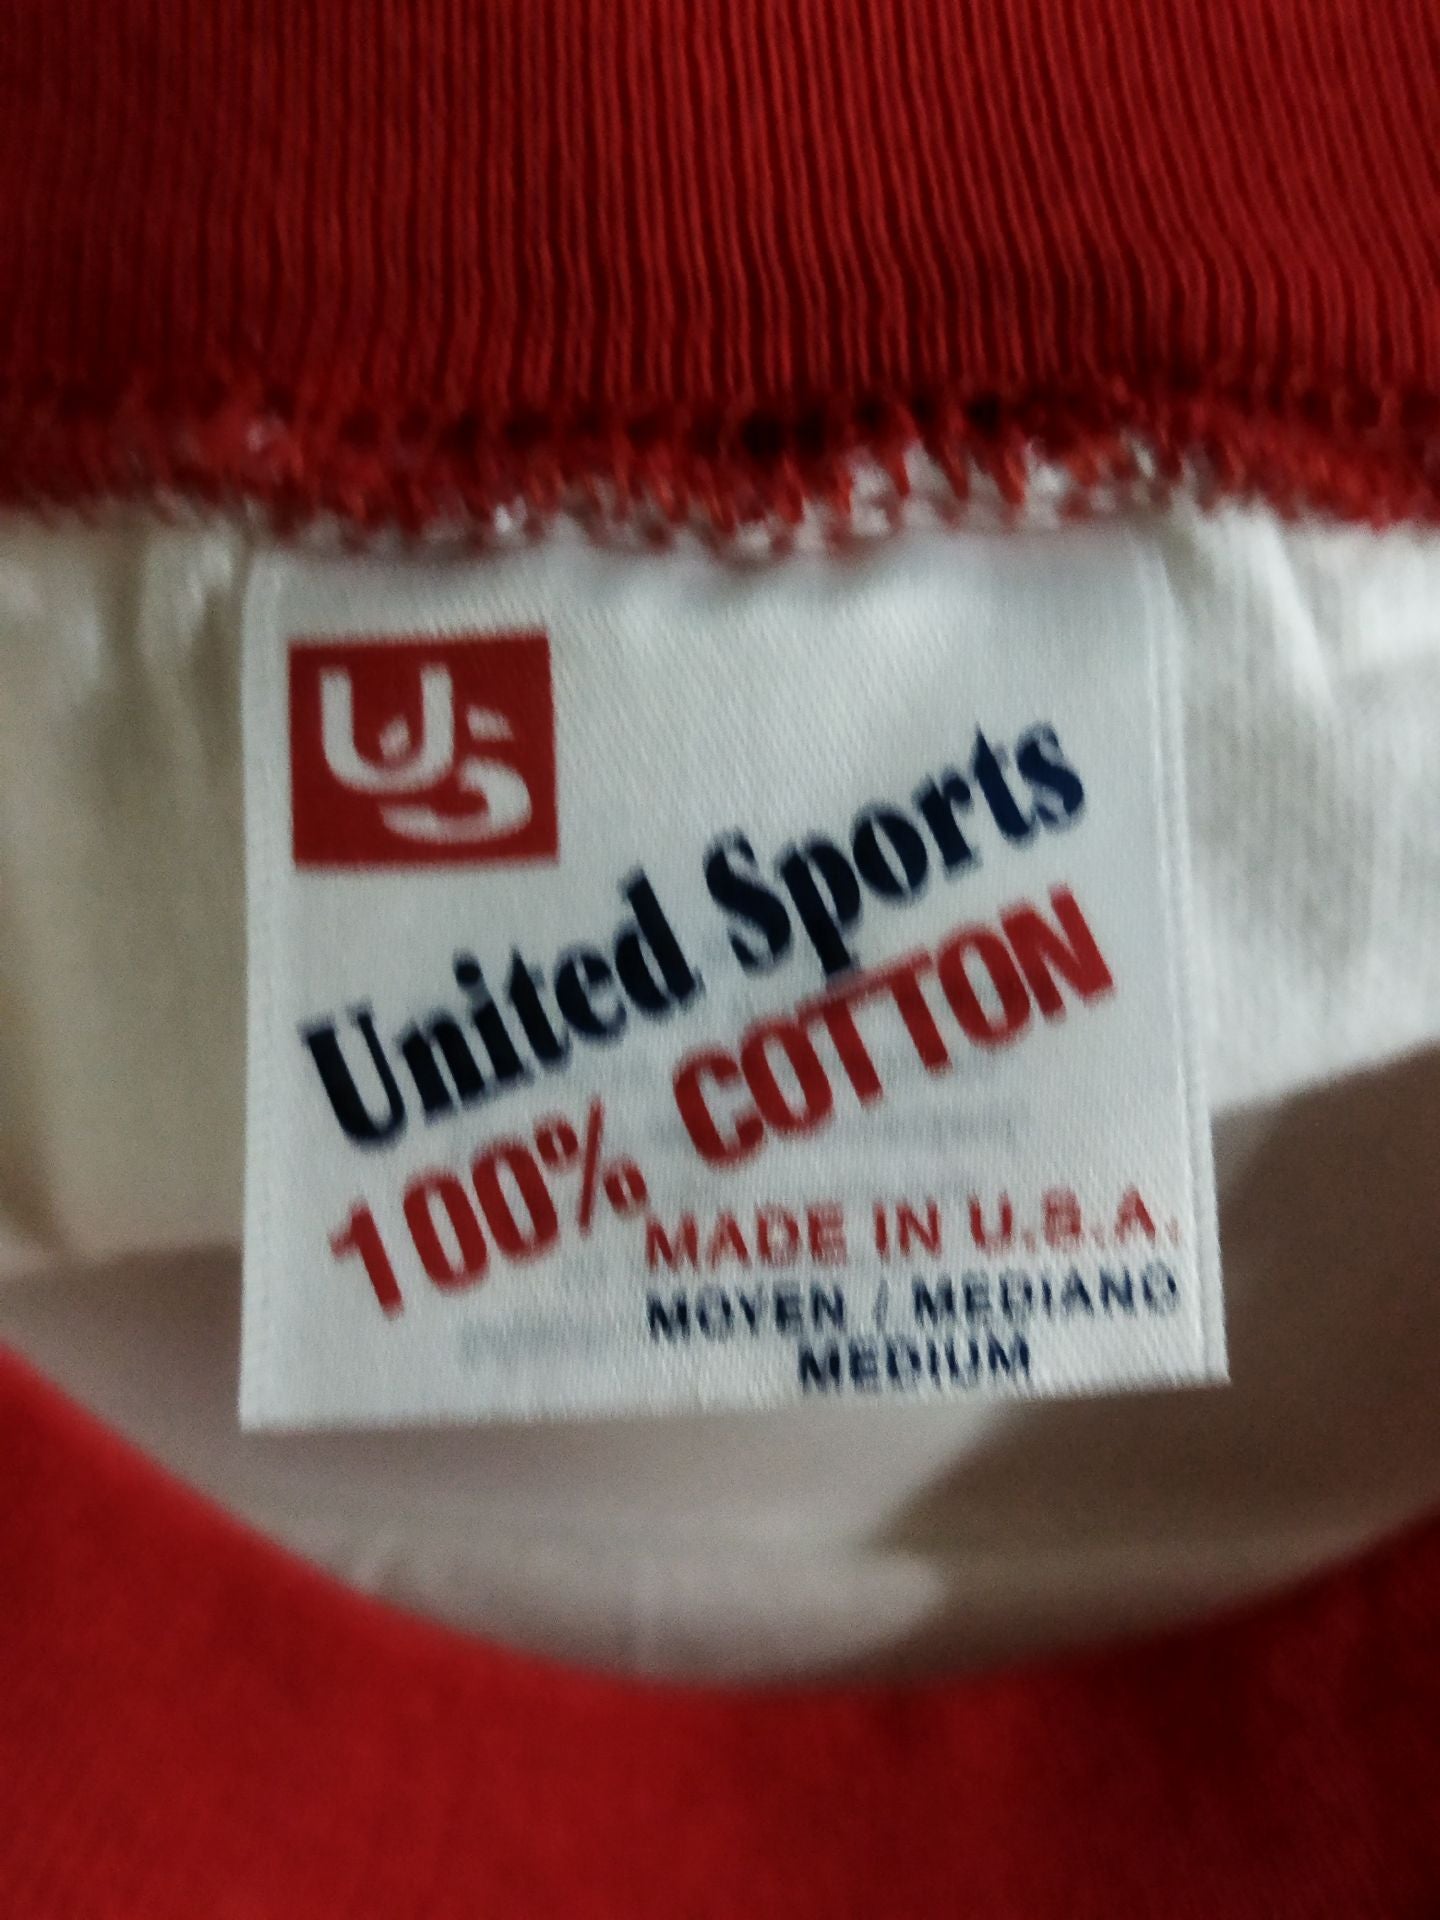 US
United Sports
100% COTTON
MADE IN U.S.A.
MOYEN / MEDIANO
MEDIUM